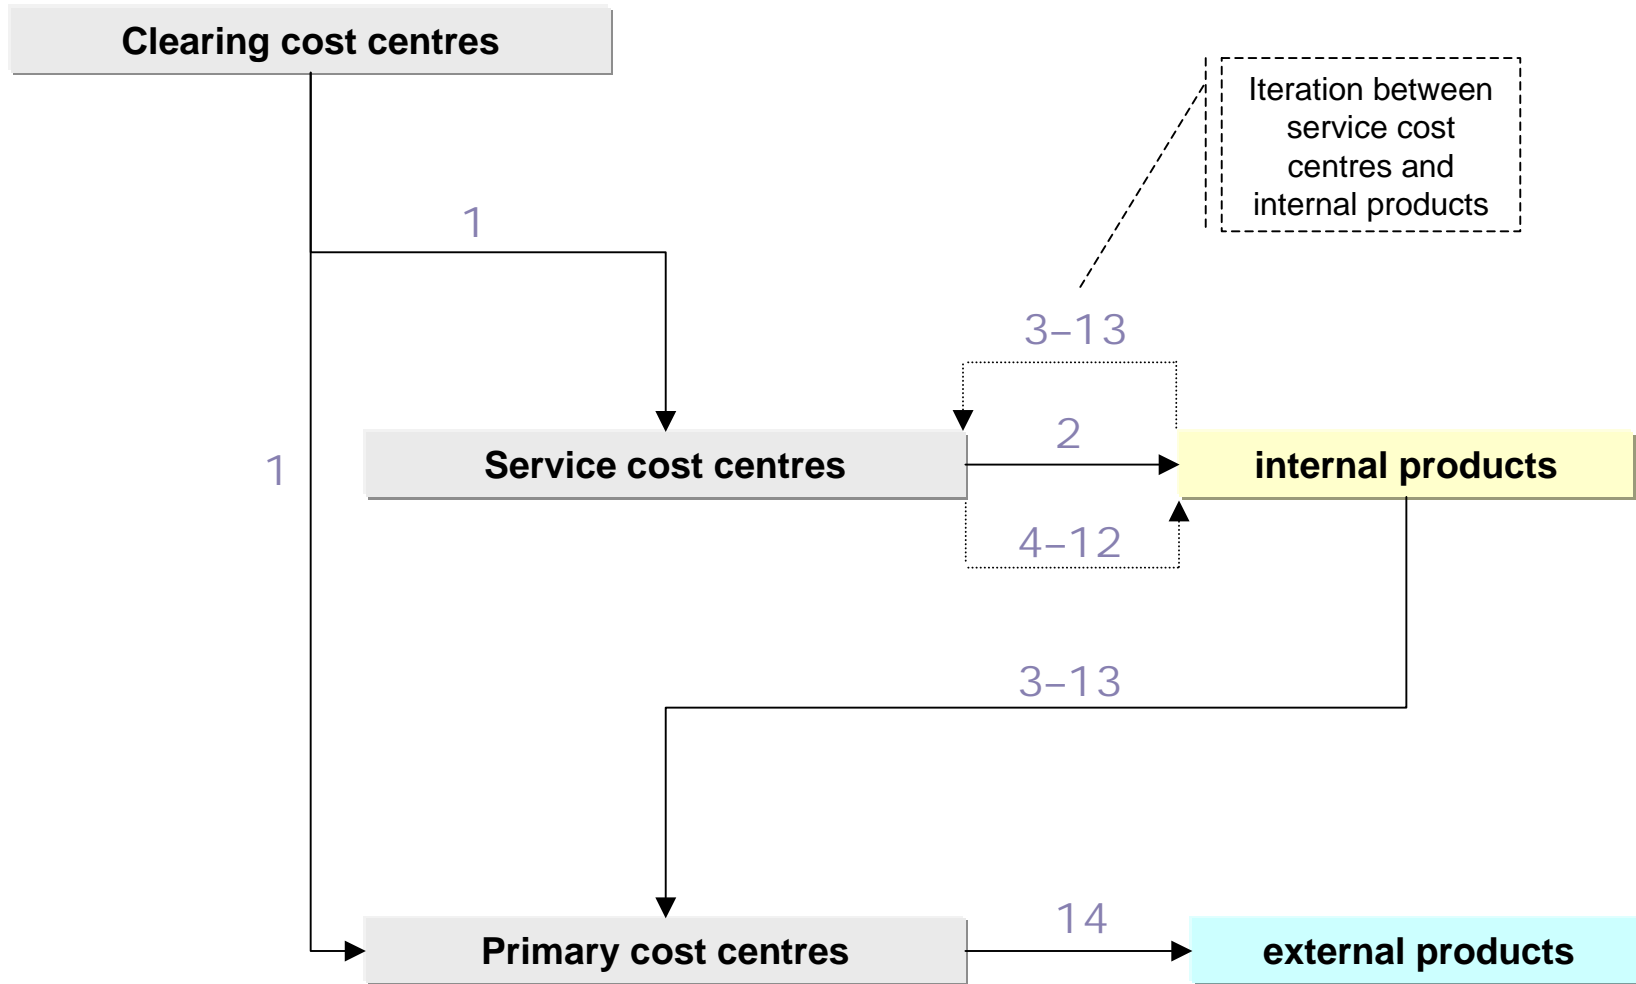 Clearing cost centres
Iteration between
service cost
centres and
internal products
1
3–13
2
Service cost centres
internal products
1
4–12
3–13
14
Primary cost centres
external products